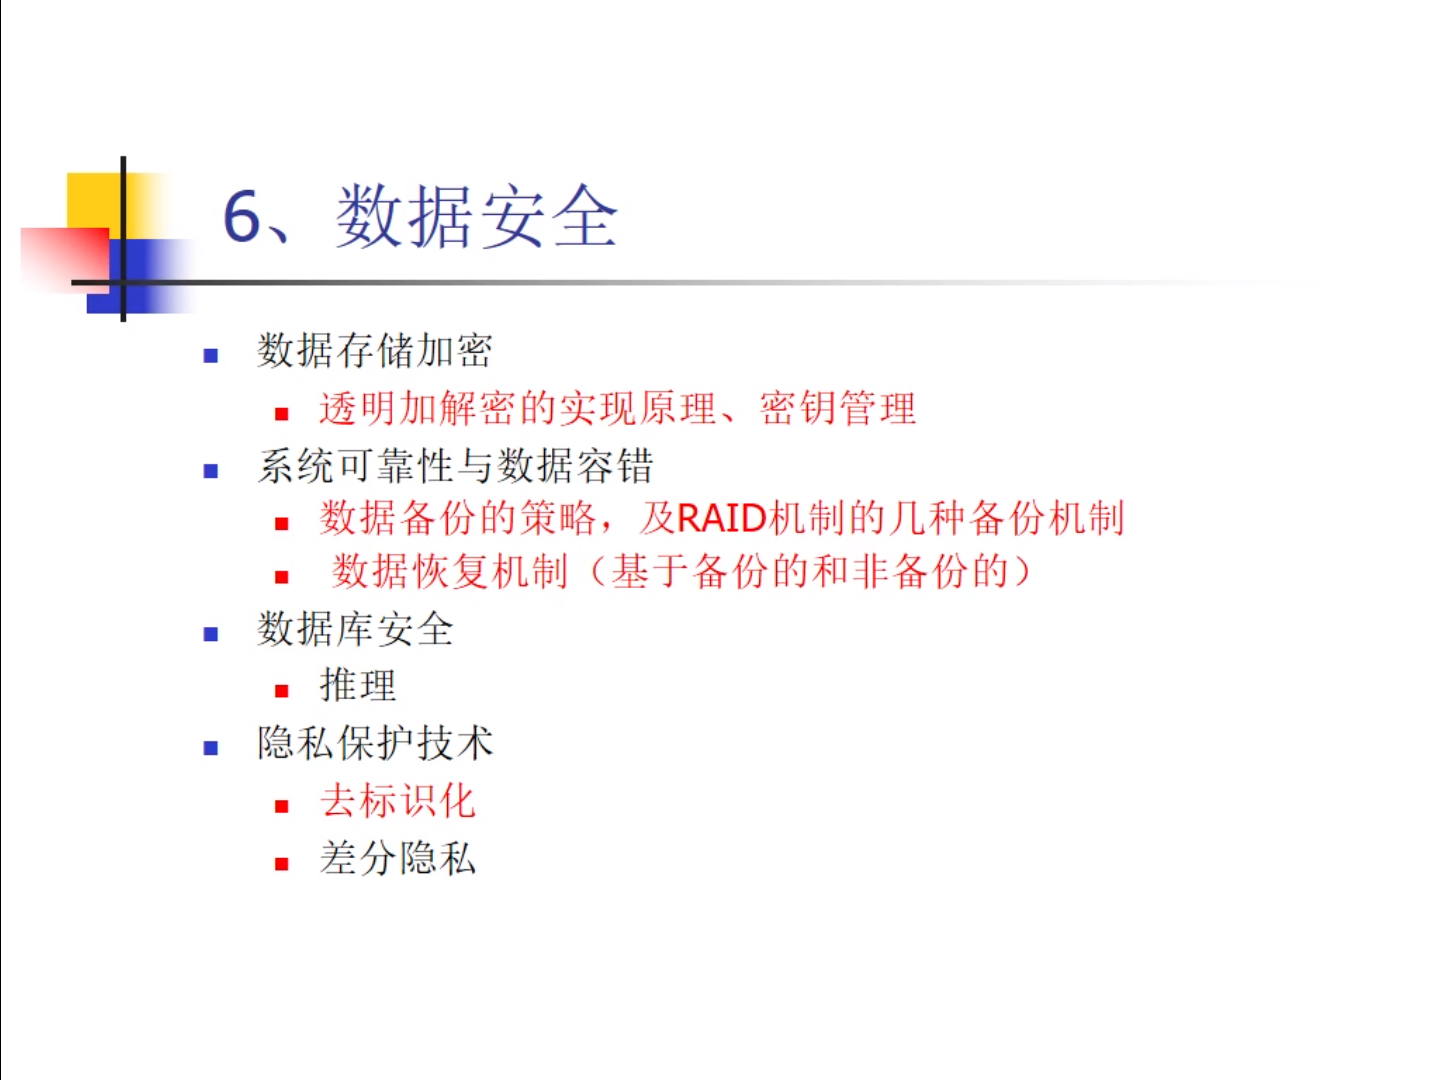 6、数据安全
数据存储加密
透明加解密的实现原理、密钥管理
系统可靠性与数据容错
数据备份的策略，及RAID机制的几种备份机制
数据恢复机制（基于备份的和非备份的）
数据库安全
推理
隐私保护技术
去标识化
差分隐私